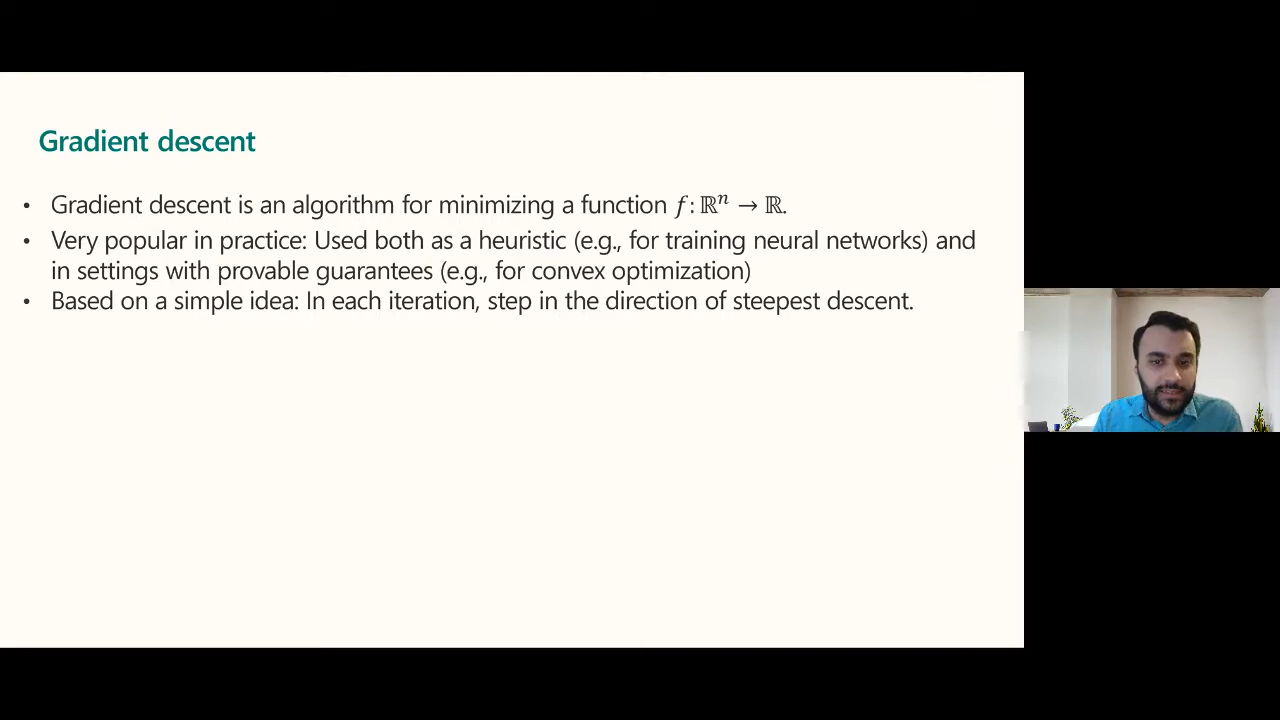 Gradient descent
• Gradient descent is an algorithm for minimizing a function 𝑓: ℝⁿ → ℝ.
• Very popular in practice: Used both as a heuristic (e.g., for training neural networks) and
in settings with provable guarantees (e.g., for convex optimization)
• Based on a simple idea: In each iteration, step in the direction of steepest descent.